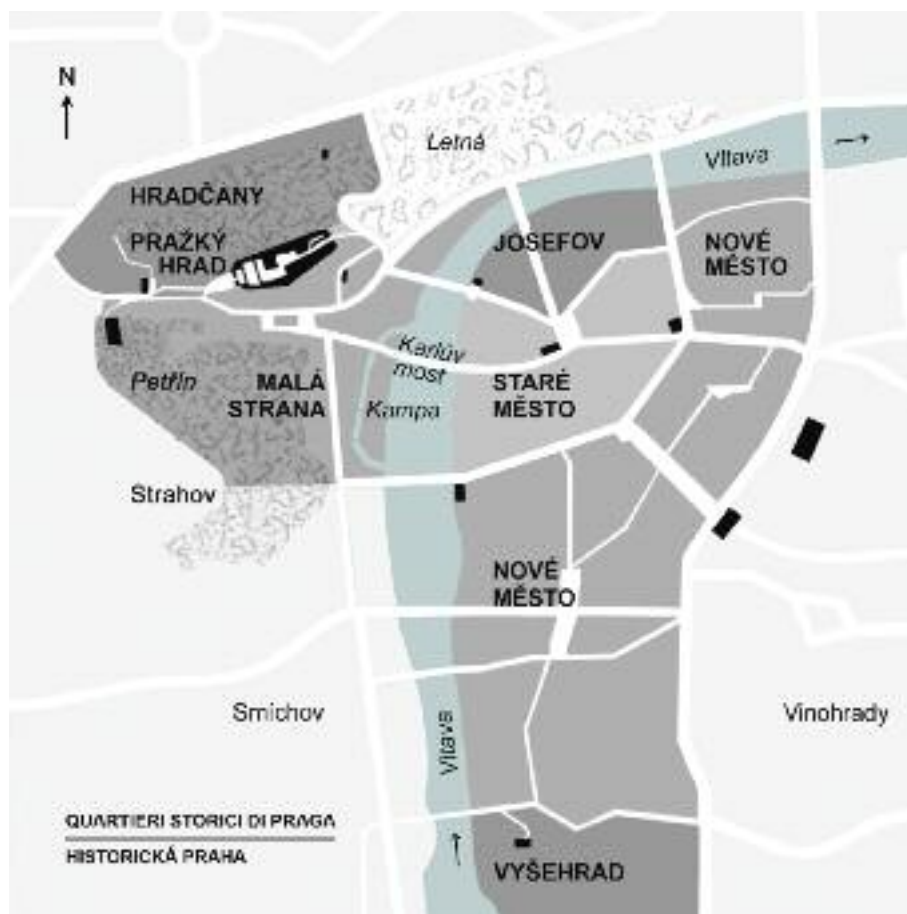 N
Letná
Vltava
HRADČANY
PRAŽKÝ
HRAD
JOSEFOV
NOVÉ
MĚSTO
Karlův
most
Petřín
MALÁ
STRANA
Kampa
STARÉ
MĚSTO
Strahov
NOVÉ
MĚSTO
Smíchov
Vltava
Vinohrady
QUARTIERI STORICI DI PRAGA
HISTORICKÁ PRAHA
VYŠEHRAD